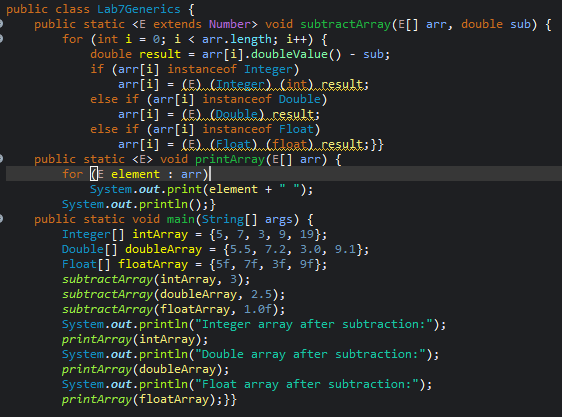 public class Lab7Generics {
    public static <E extends Number> void subtractArray(E[] arr, double sub) {
        for (int i = 0; i < arr.length; i++) {
            double result = arr[i].doubleValue() - sub;
            if (arr[i] instanceof Integer)
                arr[i] = (E) (Integer) (int) result;
            else if (arr[i] instanceof Double)
                arr[i] = (E) (Double) result;
            else if (arr[i] instanceof Float)
                arr[i] = (E) (Float) (float) result;}}
    public static <E> void printArray(E[] arr) {
        for (E element : arr)
            System.out.print(element + " ");
        System.out.println();}
    public static void main(String[] args) {
        Integer[] intArray = {5, 7, 3, 9, 19};
        Double[] doubleArray = {5.5, 7.2, 3.0, 9.1};
        Float[] floatArray = {5f, 7f, 3f, 9f};
        subtractArray(intArray, 3);
        subtractArray(doubleArray, 2.5);
        subtractArray(floatArray, 1.0f);
        System.out.println("Integer array after subtraction:");
        printArray(intArray);
        System.out.println("Double array after subtraction:");
        printArray(doubleArray);
        System.out.println("Float array after subtraction:");
        printArray(floatArray);}}